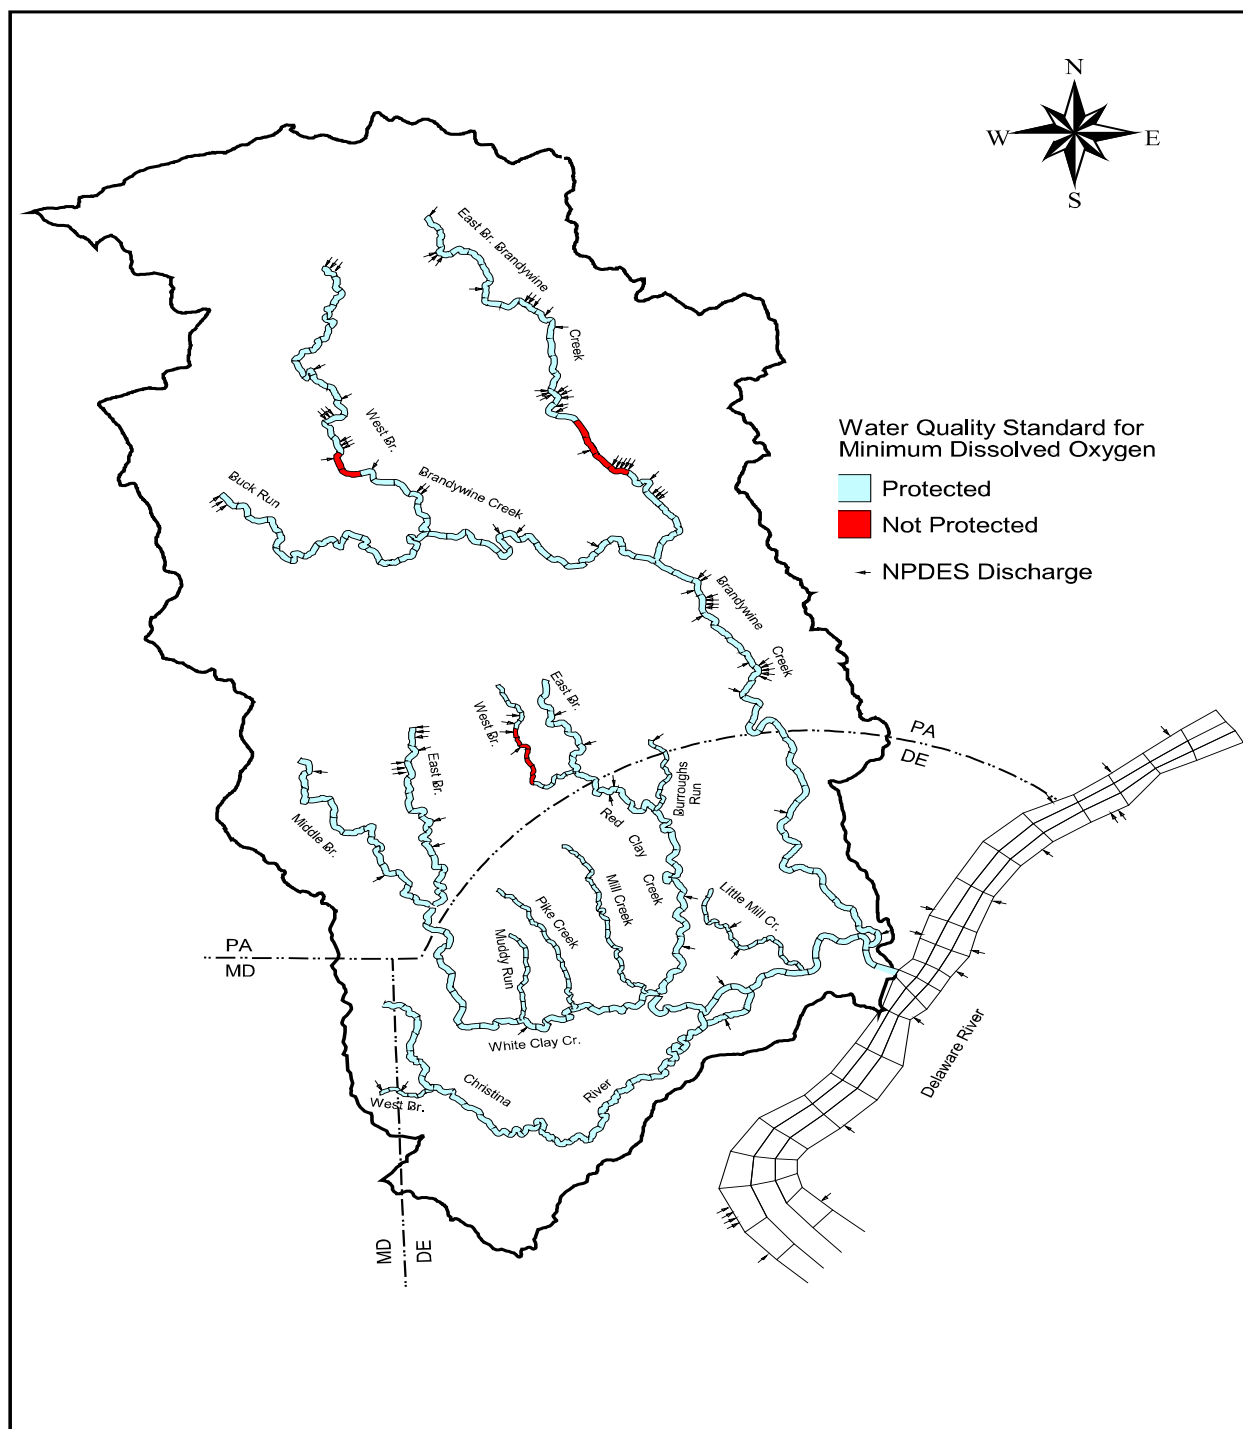 N
W
E
S
East Br. Brandywine
Creek
Water Quality Standard for
Minimum Dissolved Oxygen
Protected
Not Protected
NPDES Discharge
West Br.
Brandywine Creek
Buck Run
Brandywine
Creek
East Br.
West Br.
PA
DE
East Br.
Middle Br.
Burroughs
Run
Red
Clay
Creek
Mill Creek
Little Mill Cr.
Pike Creek
Muddy Run
PA
MD
White Clay Cr.
Christina
River
West Br.
Delaware River
MD
DE